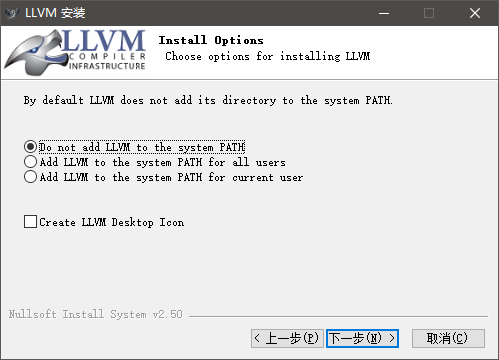 LLVM 安装
LLVM
COMPILER
INFRASTRUCTURE
Install Options
Choose options for installing LLVM
By default LLVM does not add its directory to the system PATH.
Do not add LLVM to the system PATH
Add LLVM to the system PATH for all users
Add LLVM to the system PATH for current user
Create LLVM Desktop Icon
Nullsoft Install System v2.50
< 上一步(P)
下一步(N) >
取消(C)